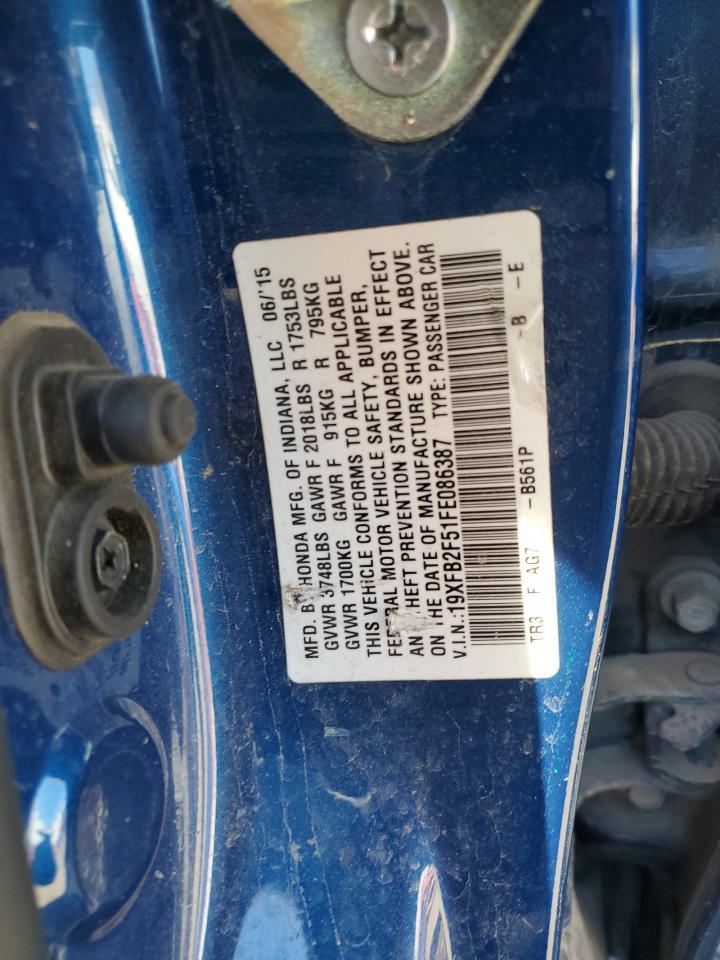 MFD. BY HONDA MFG. OF INDIANA, LLC 06/'15
GVWR 3748LBS GAWR F 2018LBS R 1753LBS
GVWR 1700KG GAWR F 915KG R 795KG
THIS VEHICLE CONFORMS TO ALL APPLICABLE
FEDERAL MOTOR VEHICLE SAFETY, BUMPER,
AND THEFT PREVENTION STANDARDS IN EFFECT
ON THE DATE OF MANUFACTURE SHOWN ABOVE.
V.I.N.:19XFB2F51FE086387 TYPE: PASSENGER CAR
TR3 F AG7 -B561P -B -E